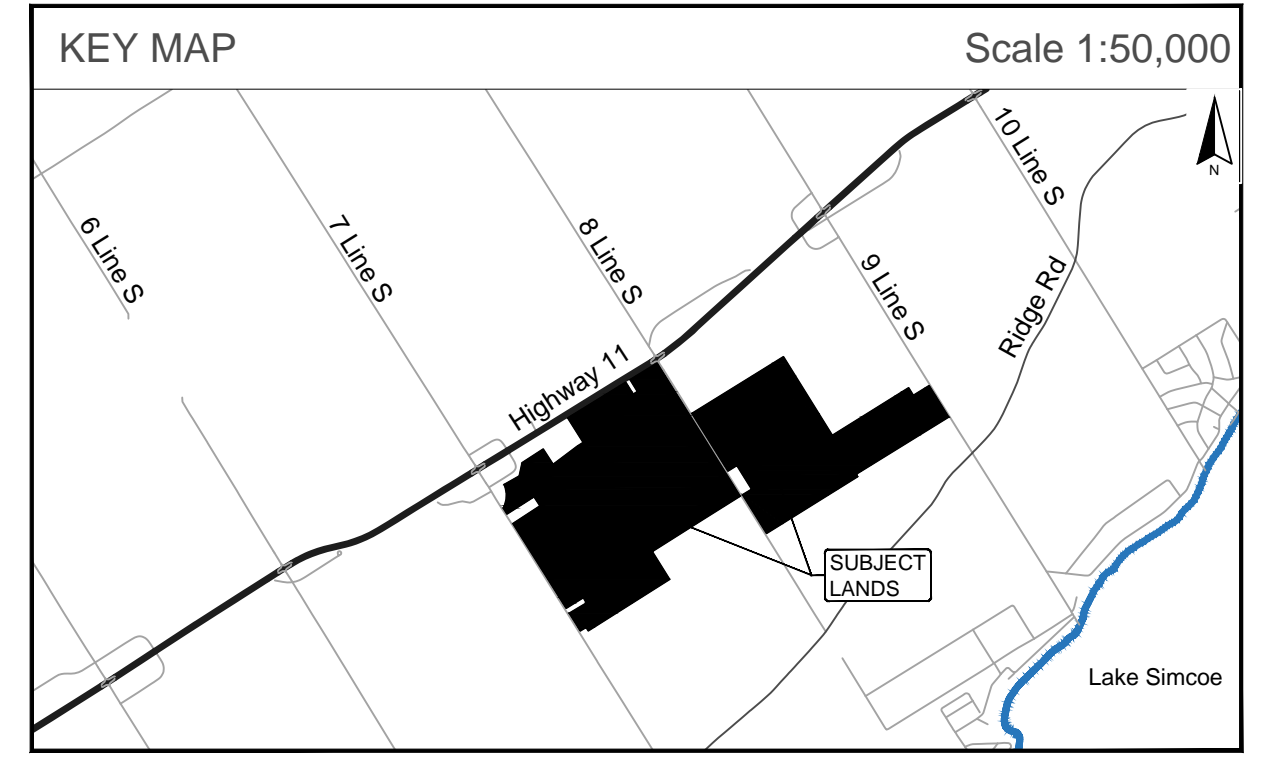 KEY MAP
Scale 1:50,000
N
10 Line S
6 Line S
7 Line S
8 Line S
9 Line S
Ridge Rd
Highway 11
SUBJECT
LANDS
Lake Simcoe